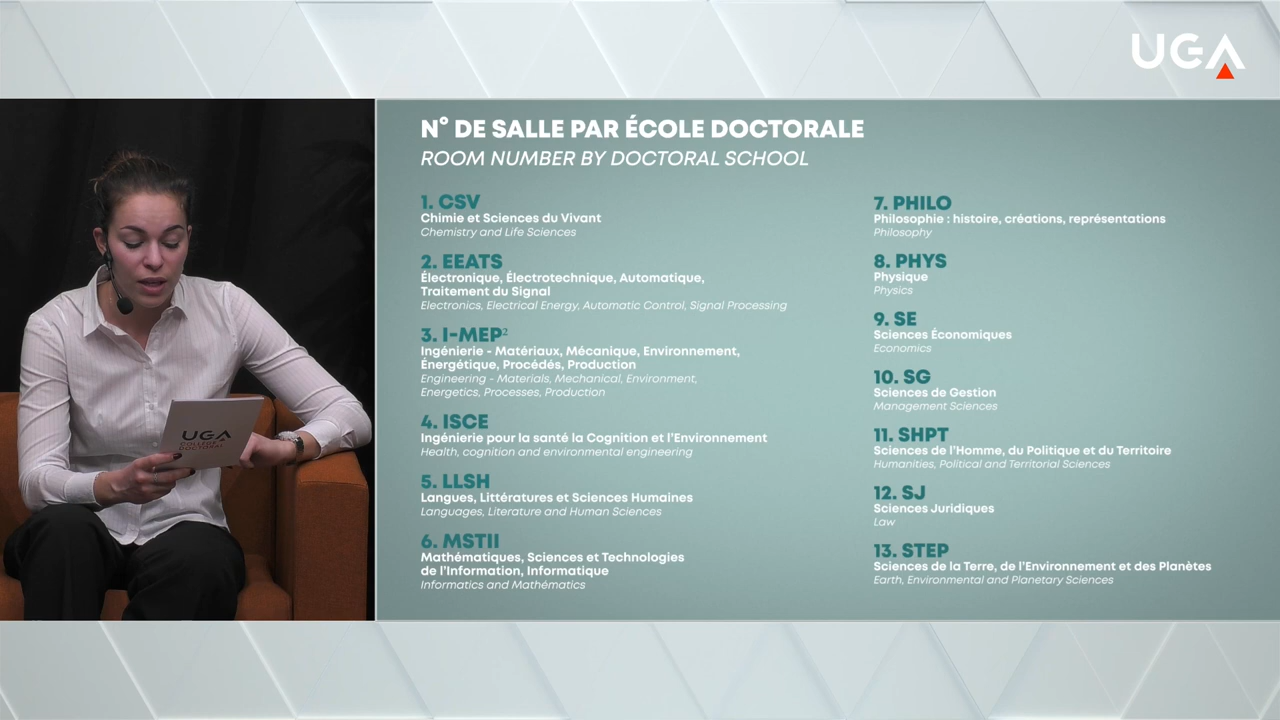 UGA
N° DE SALLE PAR ÉCOLE DOCTORALE
ROOM NUMBER BY DOCTORAL SCHOOL
1. CSV
Chimie et Sciences du Vivant
Chemistry and Life Sciences
2. EEATS
Électronique, Électrotechnique, Automatique,
Traitement du Signal
Electronics, Electrical Energy, Automatic Control, Signal Processing
3. I-MEP²
Ingénierie - Matériaux, Mécanique, Environnement,
Énergétique, Procédés, Production
Engineering - Materials, Mechanical, Environment,
Energetics, Processes, Production
4. ISCE
Ingénierie pour la santé la Cognition et l'Environnement
Health, cognition and environmental engineering
5. LLSH
Langues, Littératures et Sciences Humaines
Languages, Literature and Human Sciences
6. MSTII
Mathématiques, Sciences et Technologies
de l'Information, Informatique
Informatics and Mathématics
7. PHILO
Philosophie : histoire, créations, représentations
Philosophy
8. PHYS
Physique
Physics
9. SE
Sciences Économiques
Economics
10. SG
Sciences de Gestion
Management Sciences
11. SHPT
Sciences de l'Homme, du Politique et du Territoire
Humanities, Political and Territorial Sciences
12. SJ
Sciences Juridiques
Law
13. STEP
Sciences de la Terre, de l'Environnement et des Planètes
Earth, Environmental and Planetary Sciences
UGA
COLLÈGE
DOCTORAL